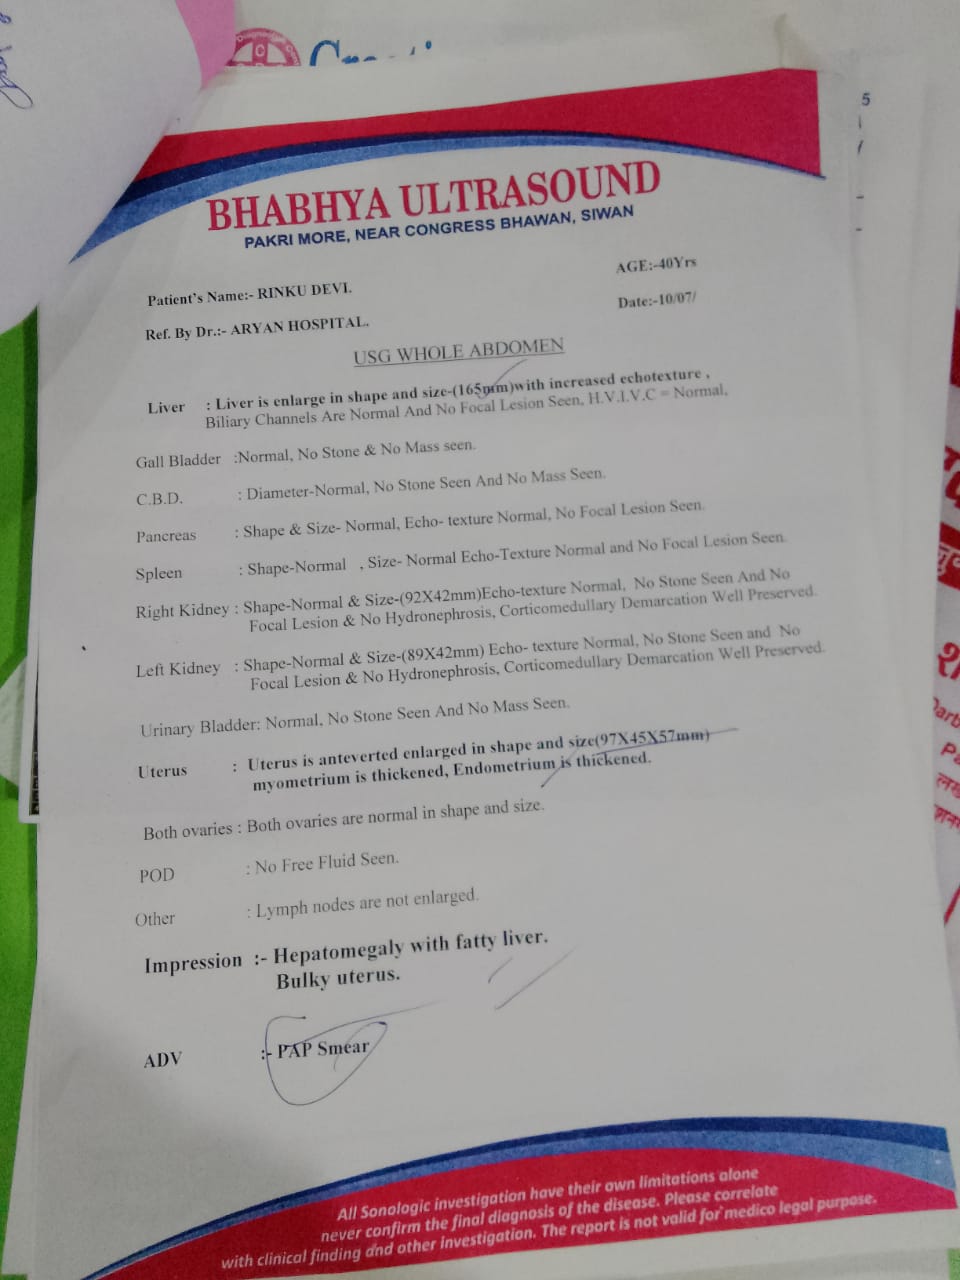 BHABHYA ULTRASOUND
PAKRI MORE, NEAR CONGRESS BHAWAN, SIWAN
Patient's Name:- RINKU DEVI.
AGE:-40Yrs
Ref. By Dr.:- ARYAN HOSPITAL.
Date:-10/07/
USG WHOLE ABDOMEN
Liver : Liver is enlarge in shape and size-(165mm)with increased echotexture ,
Biliary Channels Are Normal And No Focal Lesion Seen, H.V.I.V.C = Normal,
Gall Bladder :Normal, No Stone & No Mass seen.
C.B.D. : Diameter-Normal, No Stone Seen And No Mass Seen.
Pancreas : Shape & Size- Normal, Echo- texture Normal, No Focal Lesion Seen.
Spleen : Shape-Normal , Size- Normal Echo-Texture Normal and No Focal Lesion Seen.
Right Kidney : Shape-Normal & Size-(92X42mm)Echo-texture Normal, No Stone Seen And No
Focal Lesion & No Hydronephrosis, Corticomedullary Demarcation Well Preserved.
Left Kidney : Shape-Normal & Size-(89X42mm) Echo- texture Normal, No Stone Seen and No
Focal Lesion & No Hydronephrosis, Corticomedullary Demarcation Well Preserved.
Urinary Bladder: Normal, No Stone Seen And No Mass Seen.
Uterus : Uterus is anteverted enlarged in shape and size(97X45X57mm)
myometrium is thickened, Endometrium is thickened.
Both ovaries : Both ovaries are normal in shape and size.
POD : No Free Fluid Seen.
Other : Lymph nodes are not enlarged.
Impression :- Hepatomegaly with fatty liver.
Bulky uterus.
ADV :- PAP Smear
All Sonologic investigation have their own limitations alone
never confirm the final diagnosis of the disease. Please correlate
with clinical finding and other investigation. The report is not valid for medico legal purpose.